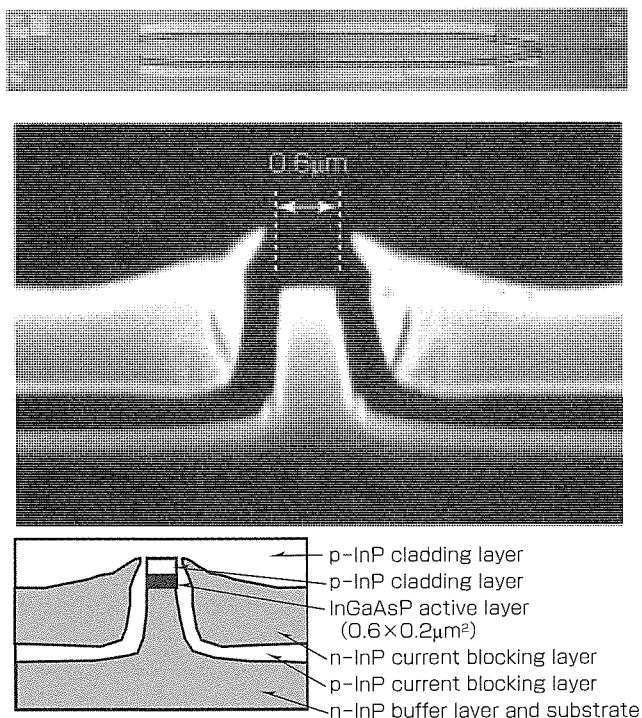 0.6μm
p-InP cladding layer
p-InP cladding layer
InGaAsP active layer
(0.6×0.2μm²)
n-InP current blocking layer
p-InP current blocking layer
n-InP buffer layer and substrate